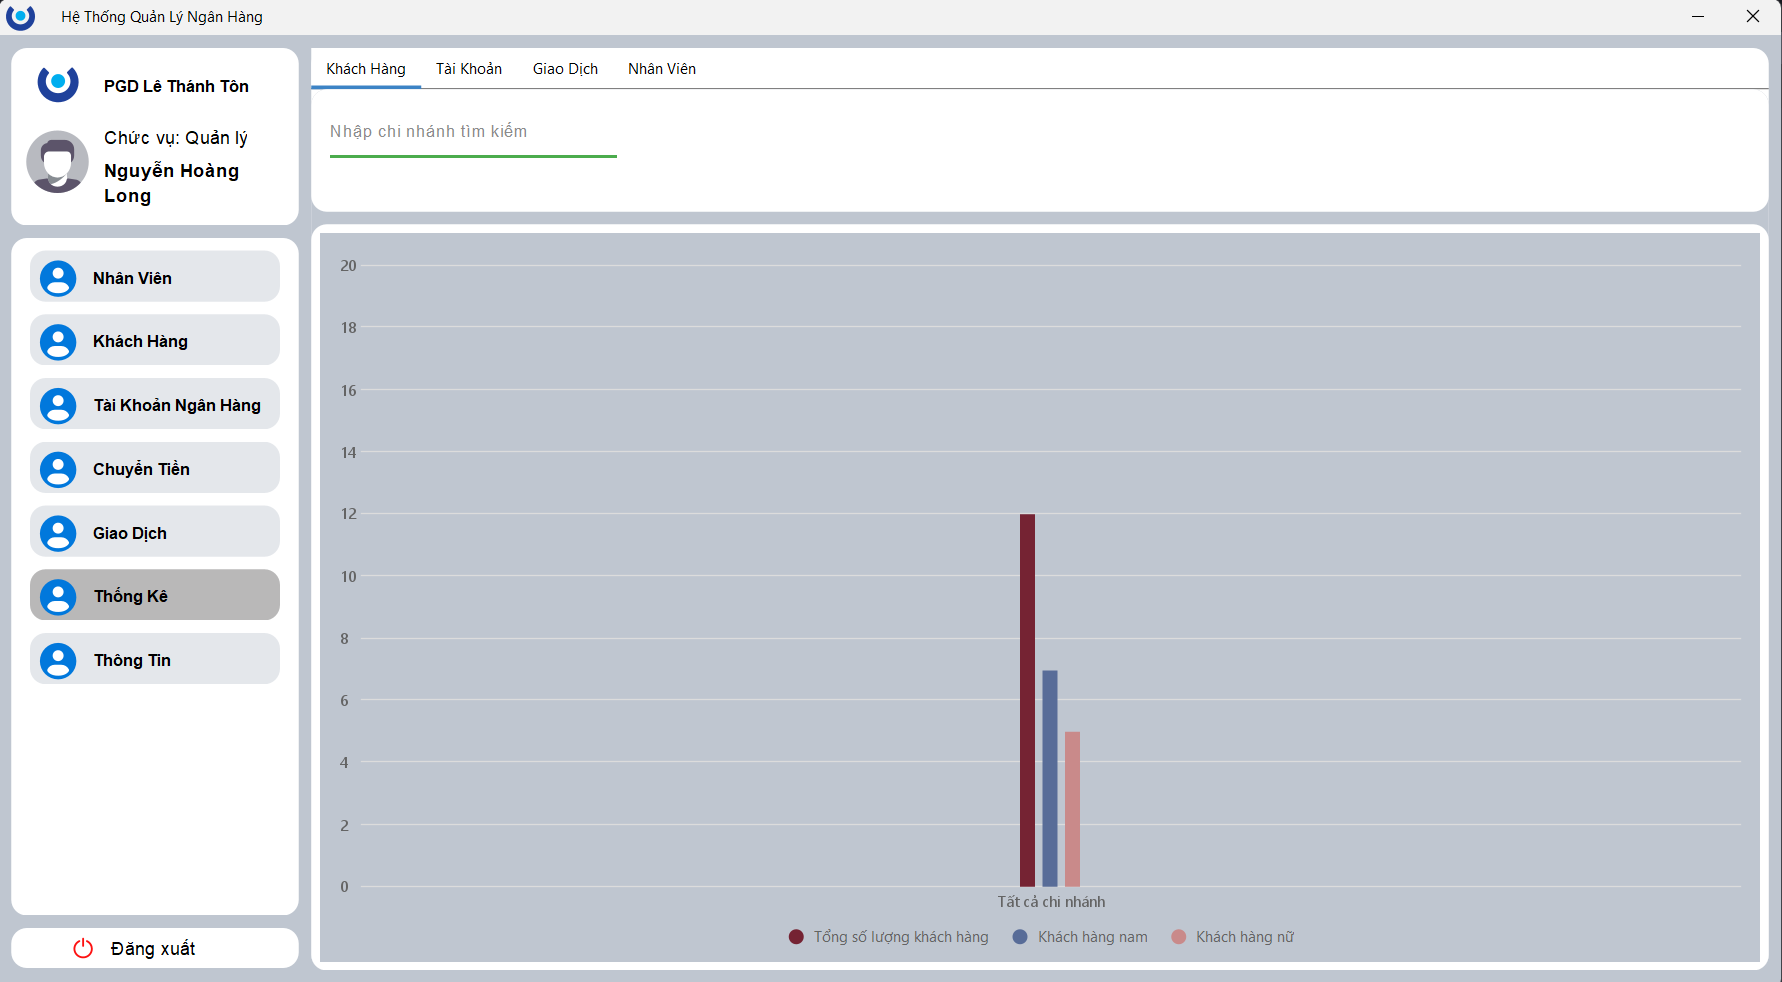 Hệ Thống Quản Lý Ngân Hàng
PGD Lê Thánh Tôn
Chức vụ: Quản lý
Nguyễn Hoàng
Long
Nhân Viên
Khách Hàng
Tài Khoản Ngân Hàng
Chuyển Tiền
Giao Dịch
Thống Kê
Thông Tin
Đăng xuất
Khách Hàng Tài Khoản Giao Dịch Nhân Viên
Nhập chi nhánh tìm kiếm
20
18
16
14
12
10
8
6
4
2
0
Tất cả chi nhánh
Tổng số lượng khách hàng Khách hàng nam Khách hàng nữ